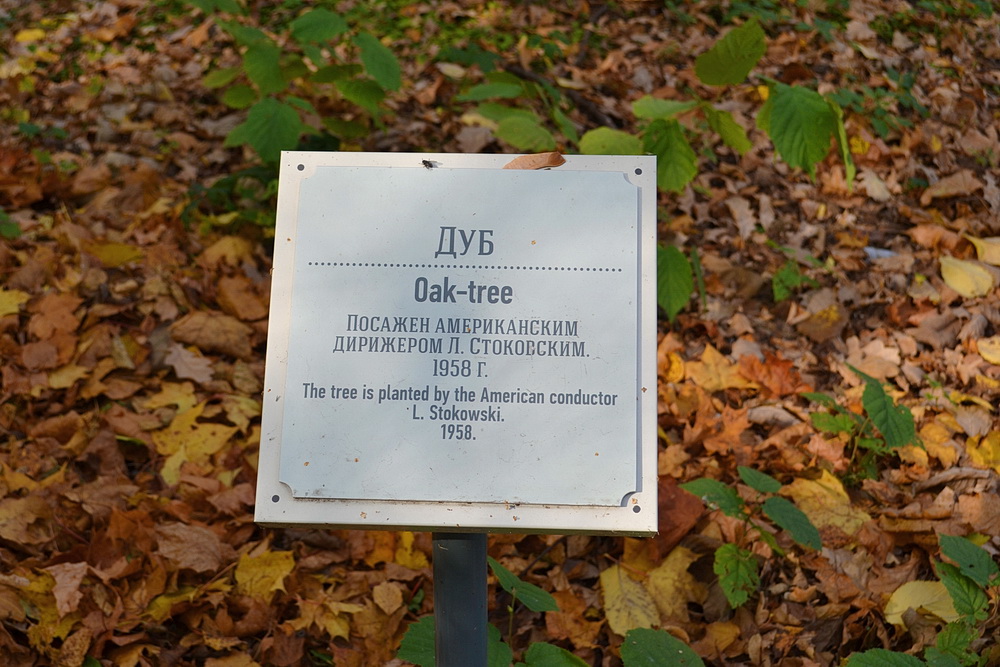 Дуб
Oak-tree
Посажен американским
дирижером Л. Стоковским.
1958 г.
The tree is planted by the American conductor
L. Stokowski.
1958.